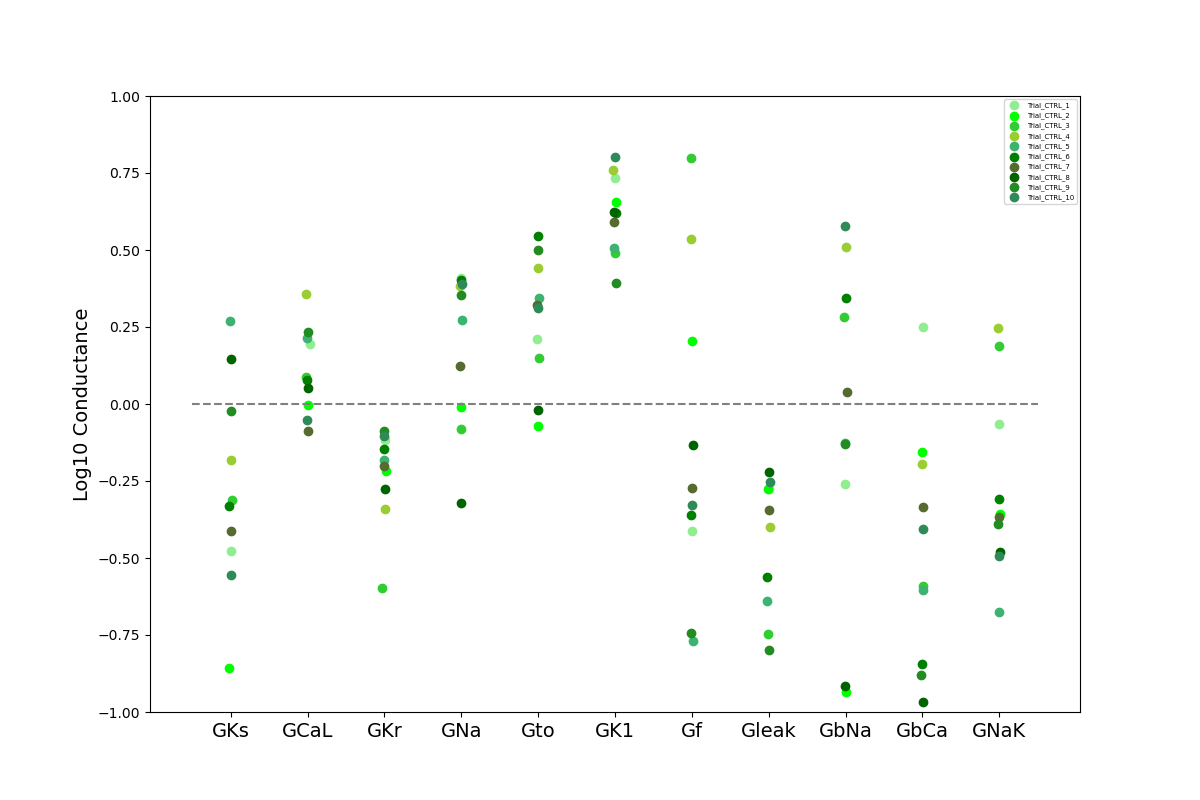 1.00
0.75
0.50
0.25
0.00
−0.25
−0.50
−0.75
−1.00
Log10 Conductance
GKs GCaL GKr GNa Gto GK1 Gf Gleak GbNa GbCa GNaK
Trial_CTRL_1
Trial_CTRL_2
Trial_CTRL_3
Trial_CTRL_4
Trial_CTRL_5
Trial_CTRL_6
Trial_CTRL_7
Trial_CTRL_8
Trial_CTRL_9
Trial_CTRL_10